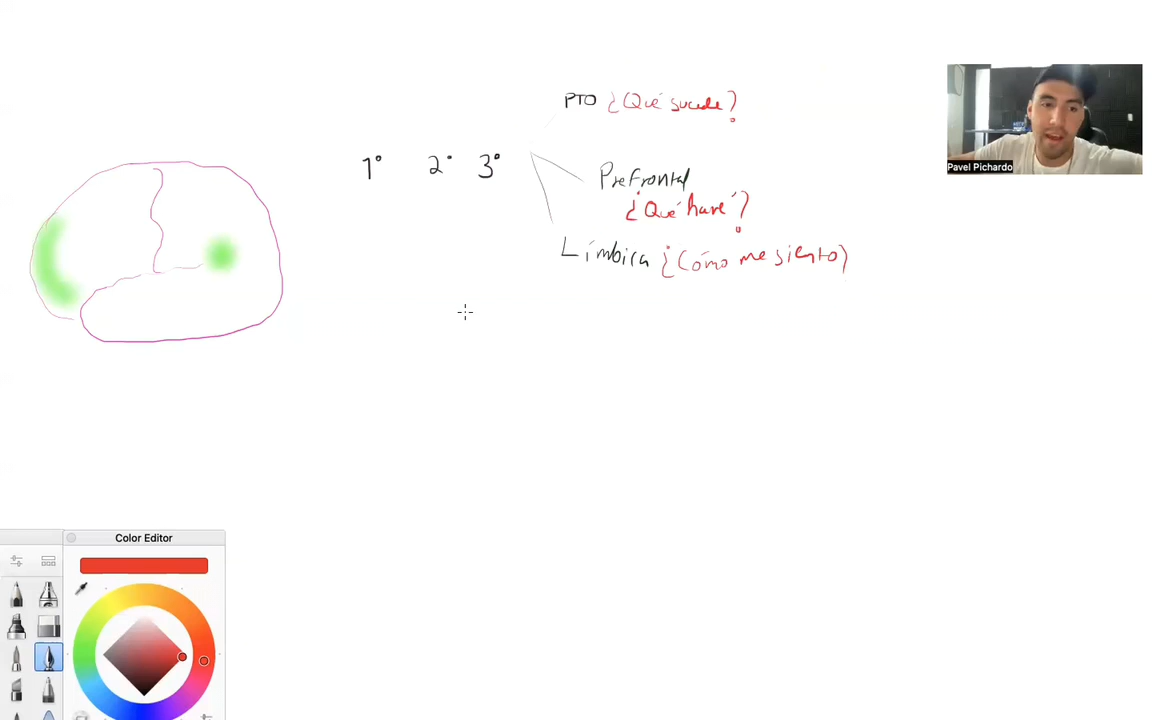 PTO ¿Qué sucede?
1° 2° 3°
Prefrontal
¿Qué haré?
Límbica ¿Cómo me siento?
Pavel Pichardo
Color Editor